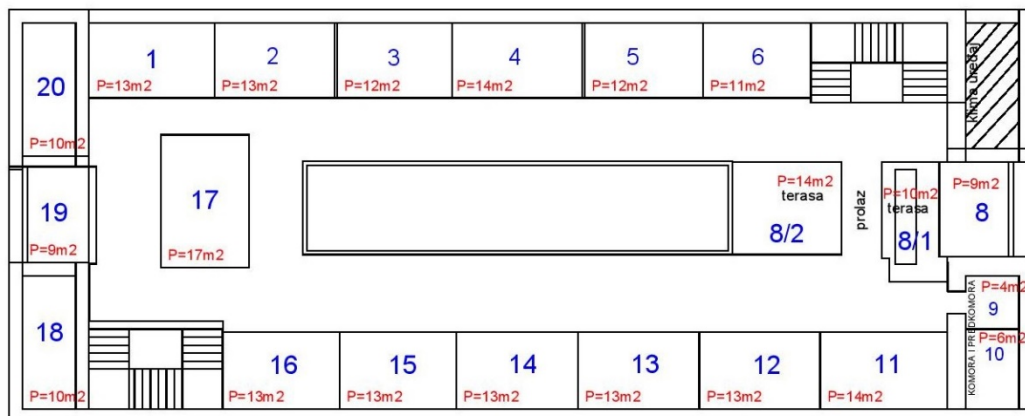 1
P=13m2
2
P=13m2
3
P=12m2
4
P=14m2
5
P=12m2
6
P=11m2
klima uređaj
20
P=10m2
19
P=9m2
18
P=10m2
17
P=17m2
P=14m2
terasa
8/2
prolaz
P=10m2
terasa
8/1
P=9m2
8
P=4m2
9
P=6m2
10
KOMORA I PREDKOMORA
16
P=13m2
15
P=13m2
14
P=13m2
13
P=13m2
12
P=13m2
11
P=14m2